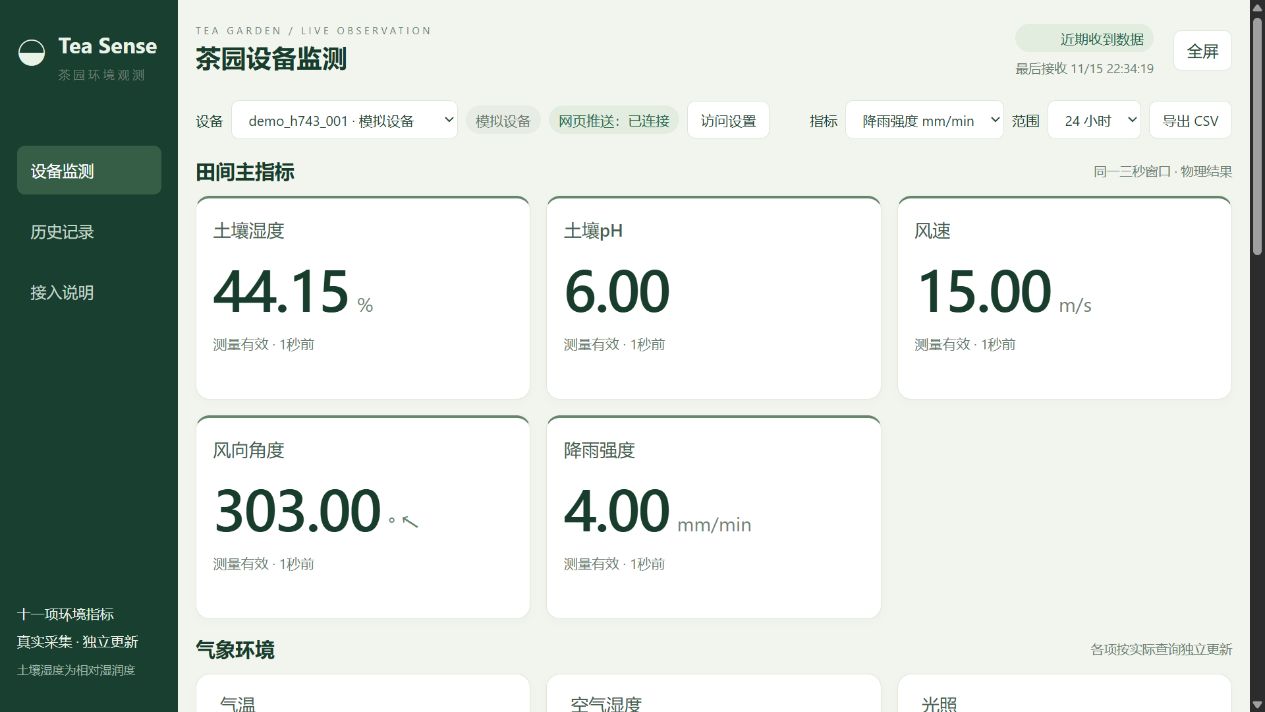 Tea Sense
茶园环境观测
设备监测
历史记录
接入说明
十一项环境指标
真实采集 · 独立更新
土壤湿度为相对湿润度
TEA GARDEN / LIVE OBSERVATION
茶园设备监测
近期收到数据
最后接收 11/15 22:34:19
全屏
设备 demo_h743_001 · 模拟设备 模拟设备 网页推送：已连接 访问设置 指标 降雨强度 mm/min 范围 24 小时 导出 CSV
田间主指标
同一三秒窗口 · 物理结果
土壤湿度
44.15 %
测量有效 · 1秒前
土壤pH
6.00
测量有效 · 1秒前
风速
15.00 m/s
测量有效 · 1秒前
风向角度
303.00 ° ↖
测量有效 · 1秒前
降雨强度
4.00 mm/min
测量有效 · 1秒前
气象环境
各项按实际查询独立更新
气温
空气湿度
光照